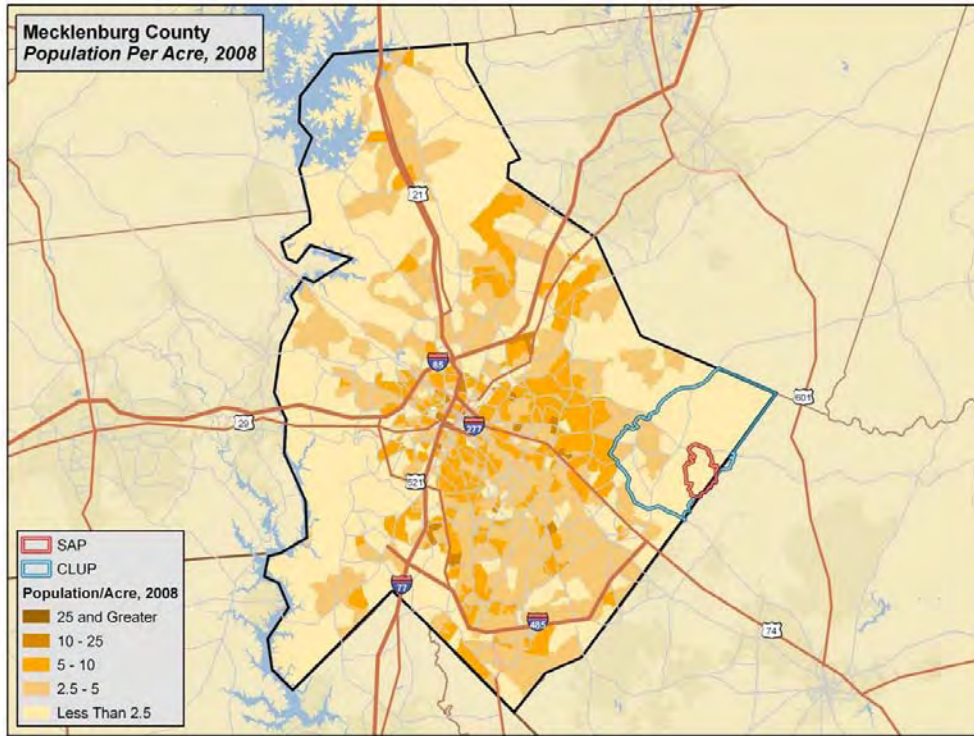 Mecklenburg County
Population Per Acre, 2008
21
85
29
277
601
521
77
485
74
SAP
CLUP
Population/Acre, 2008
25 and Greater
10 - 25
5 - 10
2.5 - 5
Less Than 2.5